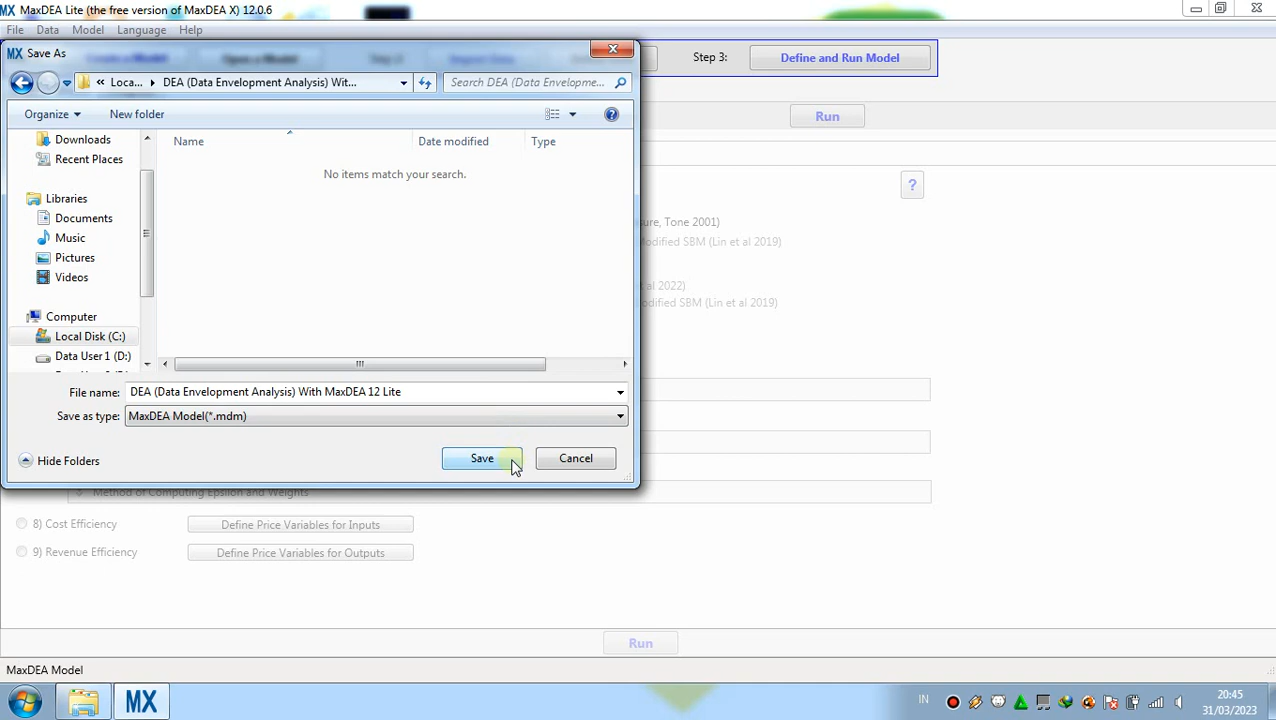 MaxDEA Lite (the free version of MaxDEA X) 12.0.6
File Data Model Language Help
Save As
Step 3: Define and Run Model
« Loca... DEA (Data Envelopment Analysis) Wit... Search DEA (Data Envelopme...
Organize New folder
Run
Name Date modified Type
Downloads
Recent Places
No items match your search.
?
Libraries
Documents
Music
Pictures
Videos
sure, Tone 2001)
Modified SBM (Lin et al 2019)
t al 2022)
Modified SBM (Lin et al 2019)
Computer
Local Disk (C:)
Data User 1 (D:)
File name: DEA (Data Envelopment Analysis) With MaxDEA 12 Lite
Save as type: MaxDEA Model(*.mdm)
Hide Folders Save Cancel
Method of Computing Epsilon and Weights
8) Cost Efficiency Define Price Variables for Inputs
9) Revenue Efficiency Define Price Variables for Outputs
Run
MaxDEA Model
MX IN 20:45
31/03/2023